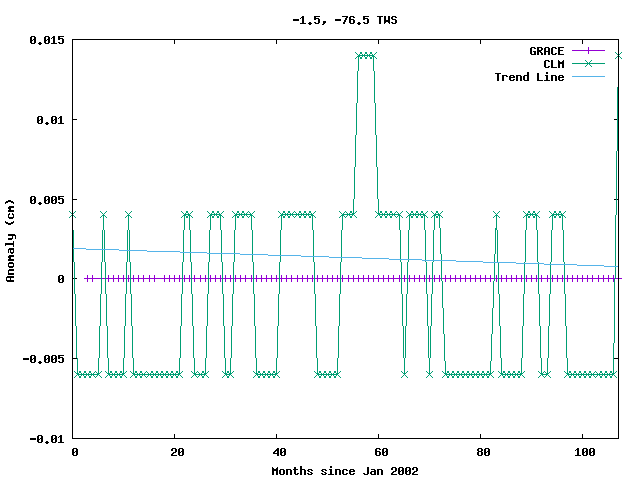 -1.5, -76.5 TWS
0.015
0.01
0.005
0
-0.005
-0.01
Anomaly (cm)
GRACE
CLM
Trend Line
0 20 40 60 80 100
Months since Jan 2002